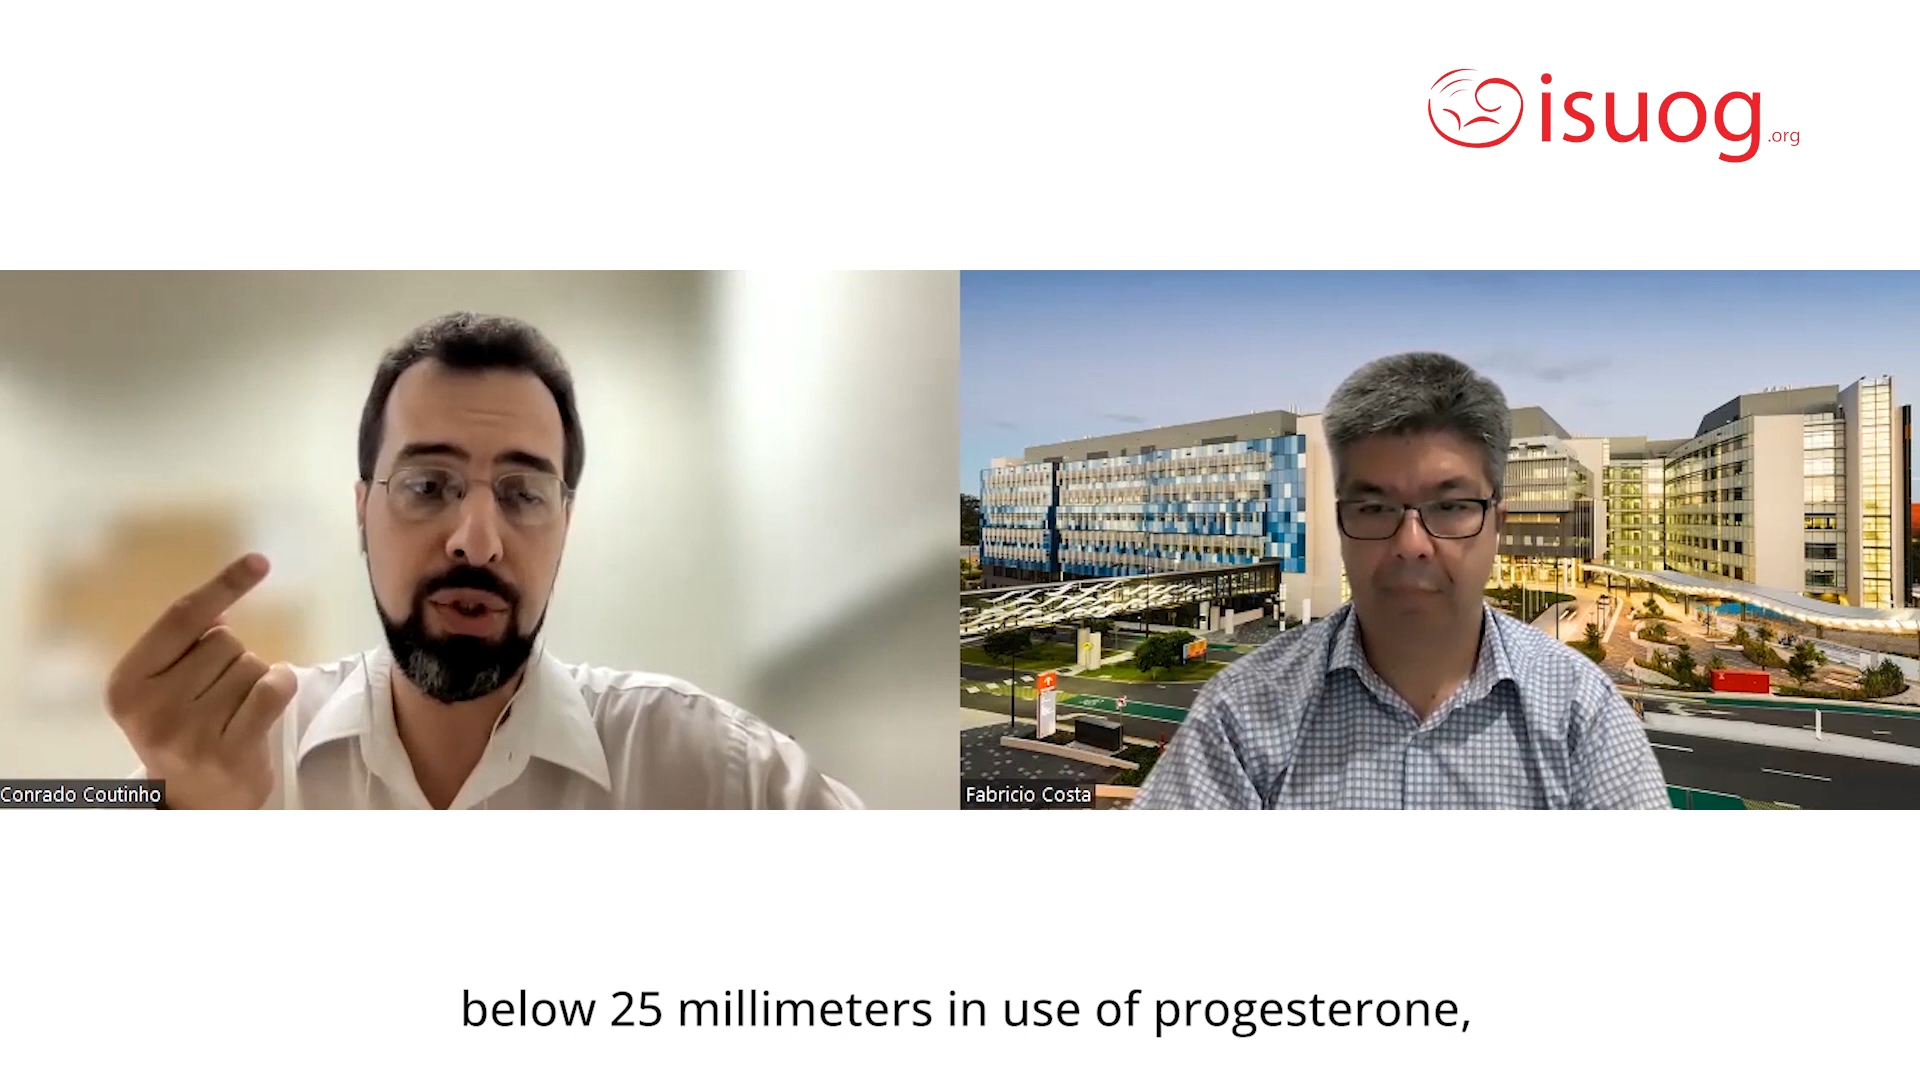 isuog.org
Conrado Coutinho
Fabricio Costa
below 25 millimeters in use of progesterone,